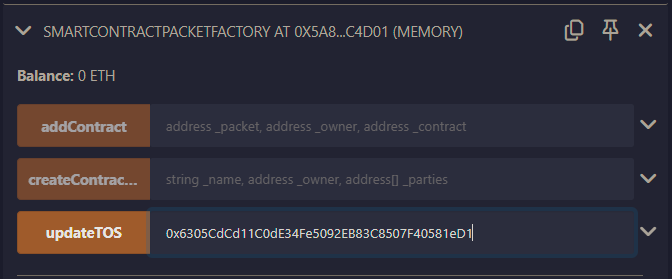 SMARTCONTRACTPACKETFACTORY AT 0X5A8...C4D01 (MEMORY)
Balance: 0 ETH
addContract address _packet, address _owner, address _contract
createContrac... string _name, address _owner, address[] _parties
updateTOS 0x6305CdCd11C0dE34Fe5092EB83C8507F40581eD1